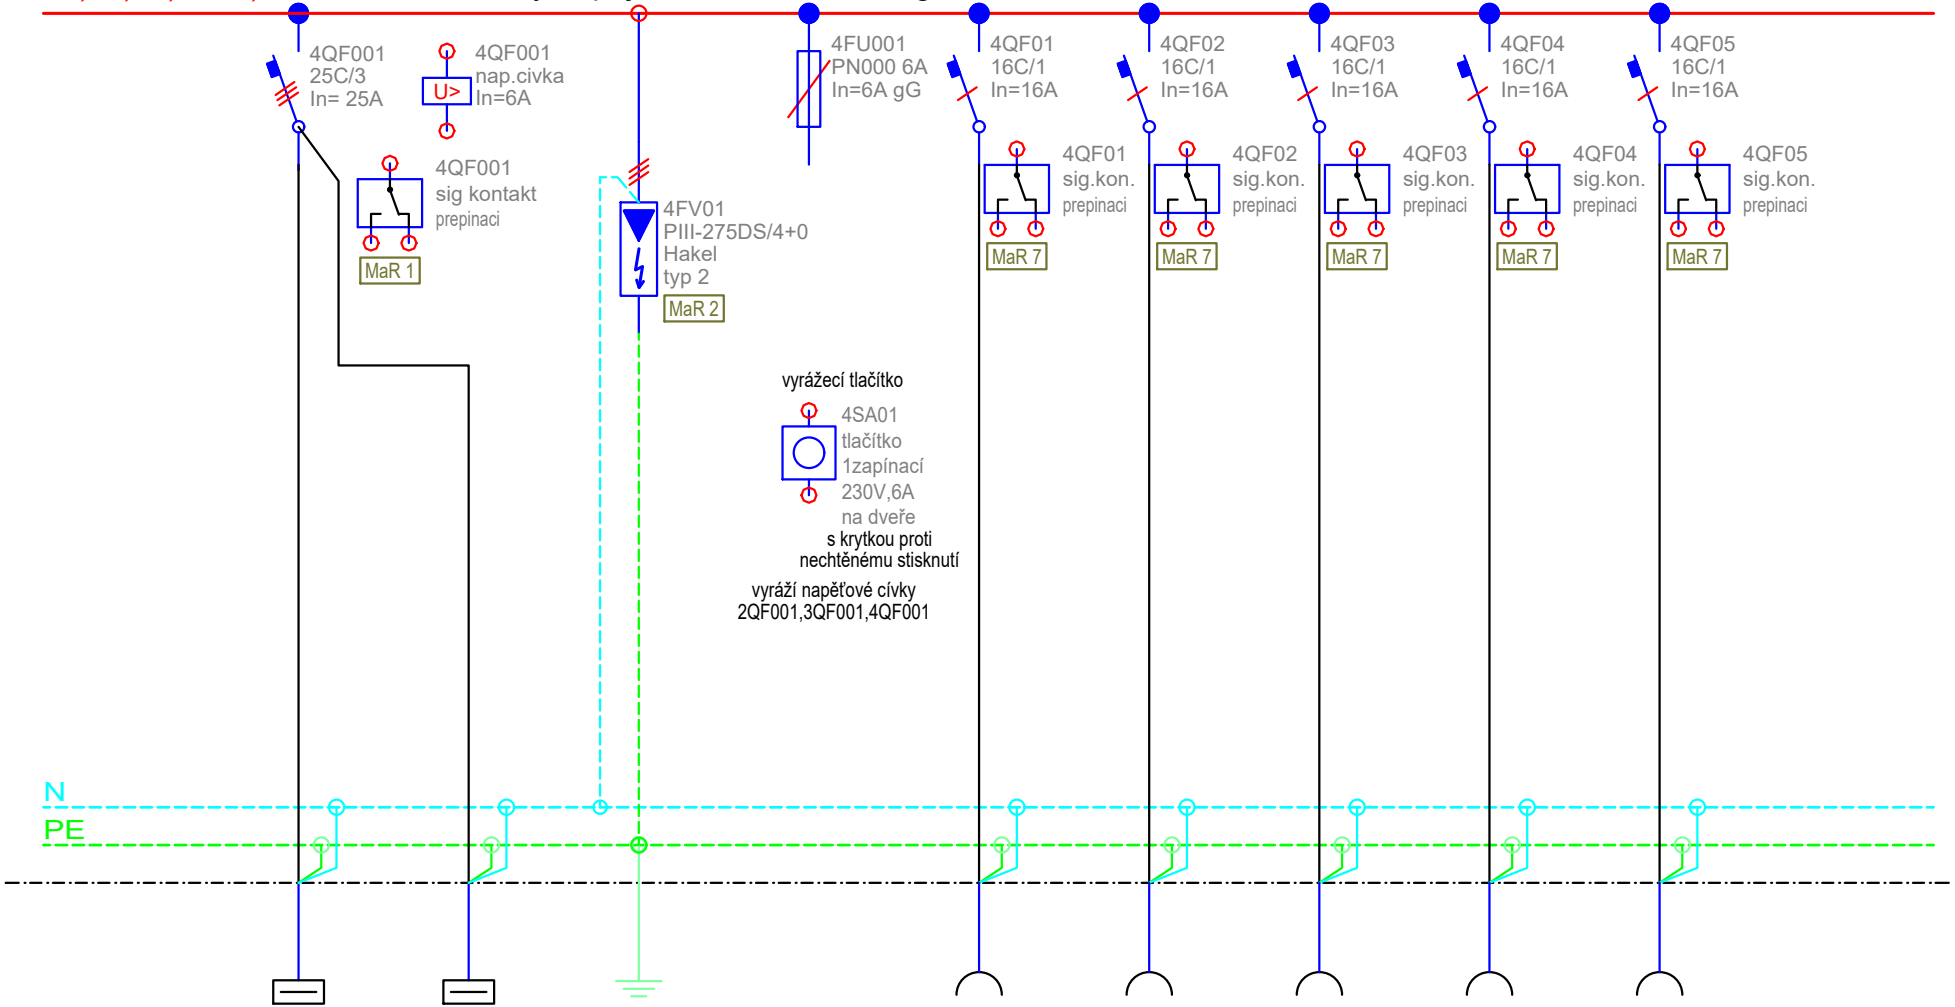 4QF001
25C/3
In= 25A
4QF001
nap.civka
In=6A
U>
4QF001
sig kontakt
prepinaci
MaR 1
4FV01
PIII-275DS/4+0
Hakel
typ 2
MaR 2
4FU001
PN000 6A
In=6A gG
vyrážecí tlačítko
4SA01
tlačítko
1zapínací
230V,6A
na dveře
s krytkou proti
nechtěnému stisknutí
vyráží napěťové cívky
2QF001,3QF001,4QF001
4QF01
16C/1
In=16A
4QF01
sig.kon.
prepinaci
MaR 7
4QF02
16C/1
In=16A
4QF02
sig.kon.
prepinaci
MaR 7
4QF03
16C/1
In=16A
4QF03
sig.kon.
prepinaci
MaR 7
4QF04
16C/1
In=16A
4QF04
sig.kon.
prepinaci
MaR 7
4QF05
16C/1
In=16A
4QF05
sig.kon.
prepinaci
MaR 7
N
PE